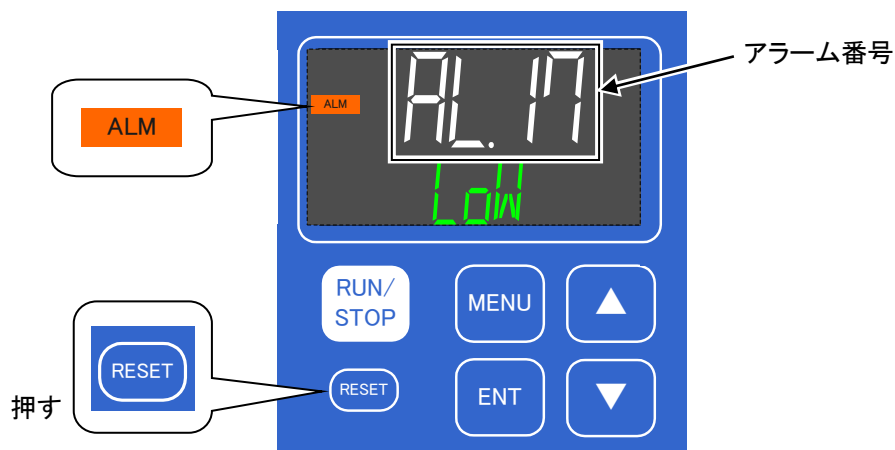 アラーム番号
ALM
ALM
AL.17
LoW
RUN/
STOP
MENU
RESET
RESET
ENT
押す